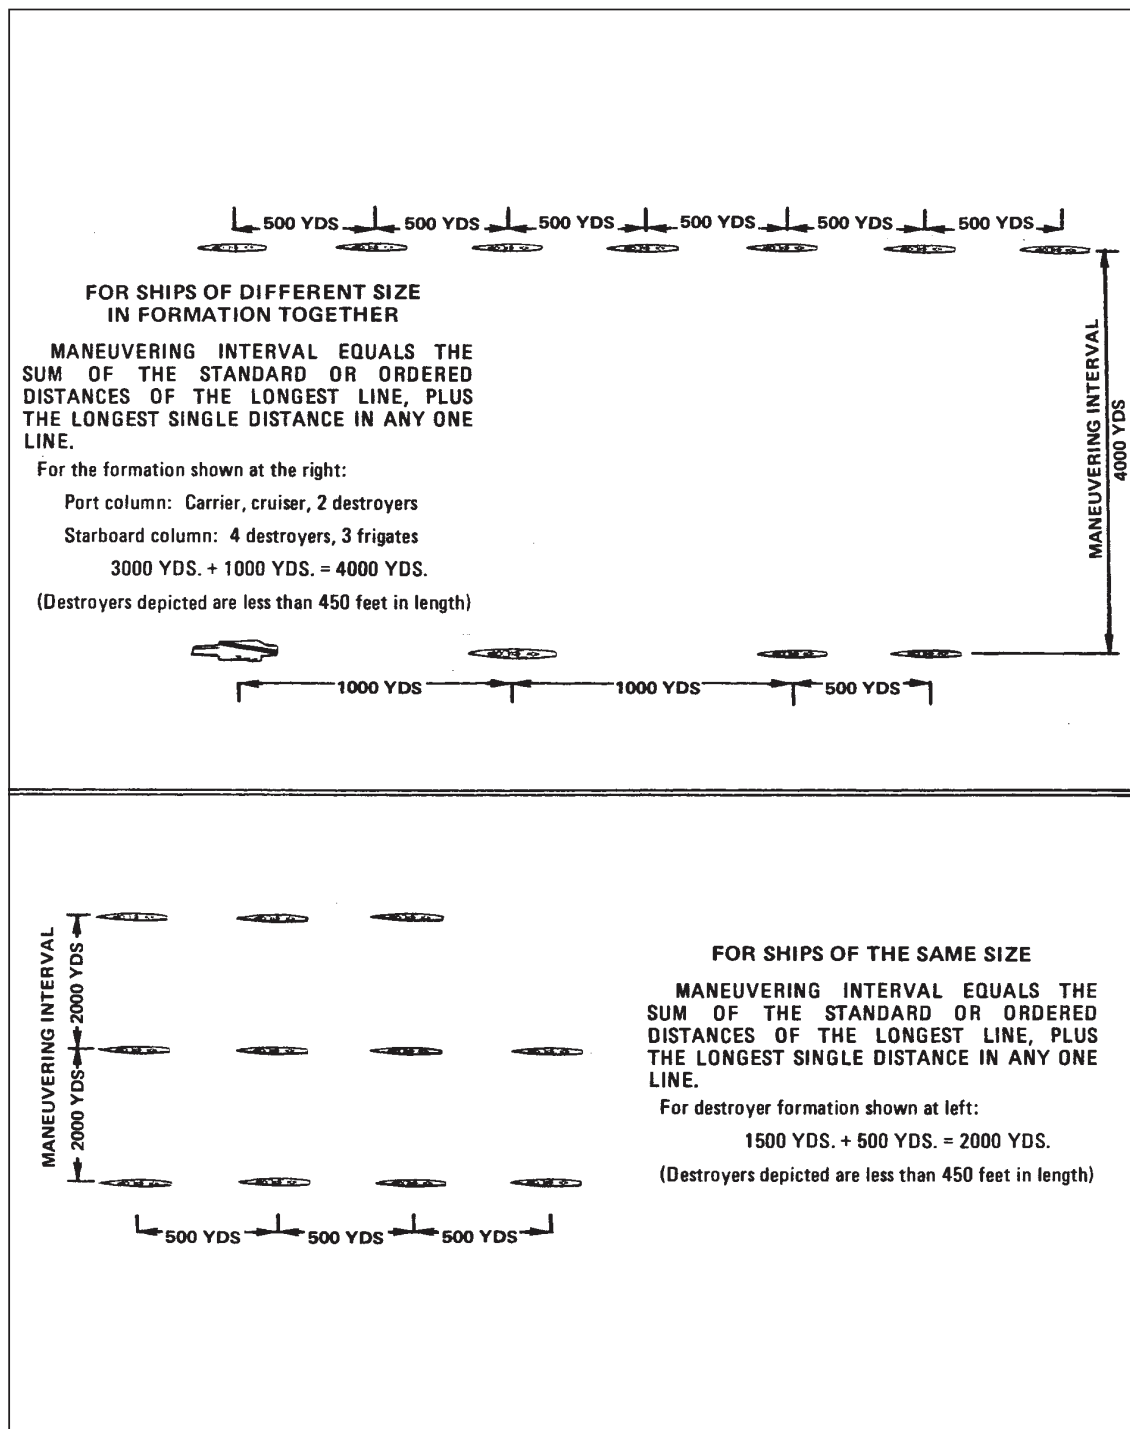 500 YDS 500 YDS 500 YDS 500 YDS 500 YDS 500 YDS
FOR SHIPS OF DIFFERENT SIZE
IN FORMATION TOGETHER
MANEUVERING INTERVAL EQUALS THE
SUM OF THE STANDARD OR ORDERED
DISTANCES OF THE LONGEST LINE, PLUS
THE LONGEST SINGLE DISTANCE IN ANY ONE
LINE.
For the formation shown at the right:
Port column: Carrier, cruiser, 2 destroyers
Starboard column: 4 destroyers, 3 frigates
3000 YDS. + 1000 YDS. = 4000 YDS.
(Destroyers depicted are less than 450 feet in length)
MANEUVERING INTERVAL
4000 YDS
1000 YDS 1000 YDS 500 YDS
MANEUVERING INTERVAL
2000 YDS
2000 YDS
500 YDS 500 YDS 500 YDS
FOR SHIPS OF THE SAME SIZE
MANEUVERING INTERVAL EQUALS THE
SUM OF THE STANDARD OR ORDERED
DISTANCES OF THE LONGEST LINE, PLUS
THE LONGEST SINGLE DISTANCE IN ANY ONE
LINE.
For destroyer formation shown at left:
1500 YDS. + 500 YDS. = 2000 YDS.
(Destroyers depicted are less than 450 feet in length)